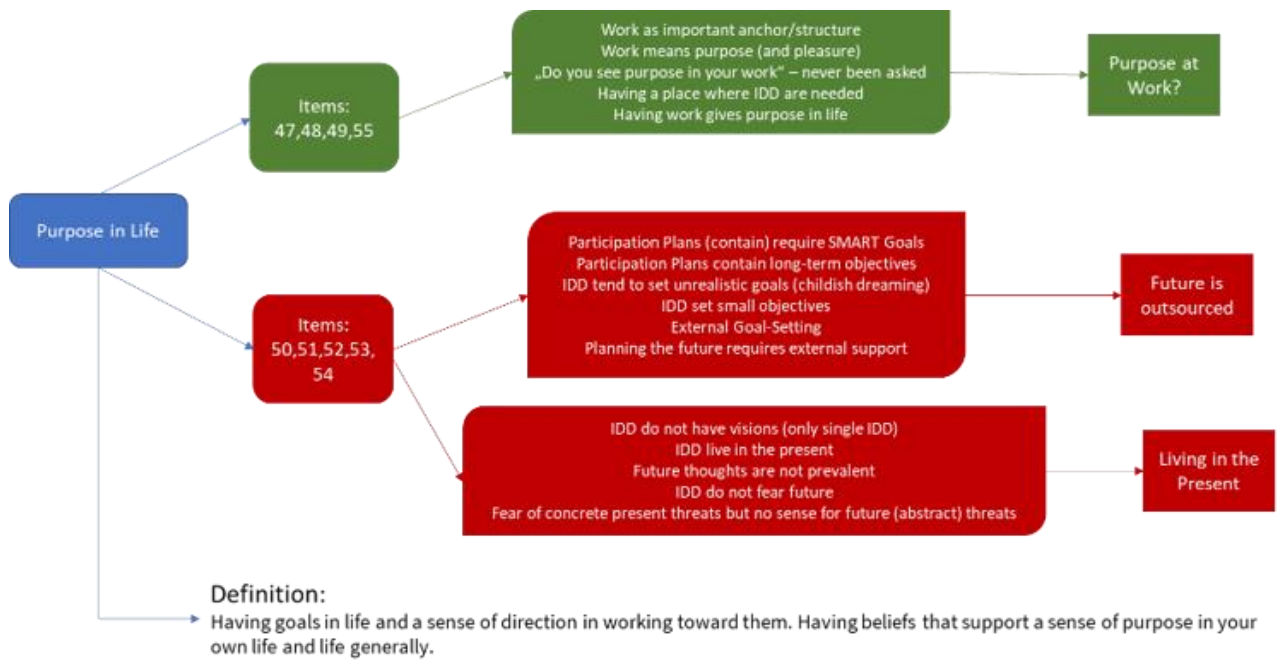 Work as important anchor/structure
Work means purpose (and pleasure)
„Do you see purpose in your work“ – never been asked
Having a place where IDD are needed
Having work gives purpose in life
Purpose at
Work?
Items:
47,48,49,55
Purpose in Life
Participation Plans (contain) require SMART Goals
Participation Plans contain long-term objectives
IDD tend to set unrealistic goals (childish dreaming)
IDD set small objectives
External Goal-Setting
Planning the future requires external support
Future is
outsourced
Items:
50,51,52,53,
54
IDD do not have visions (only single IDD)
IDD live in the present
Future thoughts are not prevalent
IDD do not fear future
Fear of concrete present threats but no sense for future (abstract) threats
Living in the
Present
Definition:
Having goals in life and a sense of direction in working toward them. Having beliefs that support a sense of purpose in your
own life and life generally.